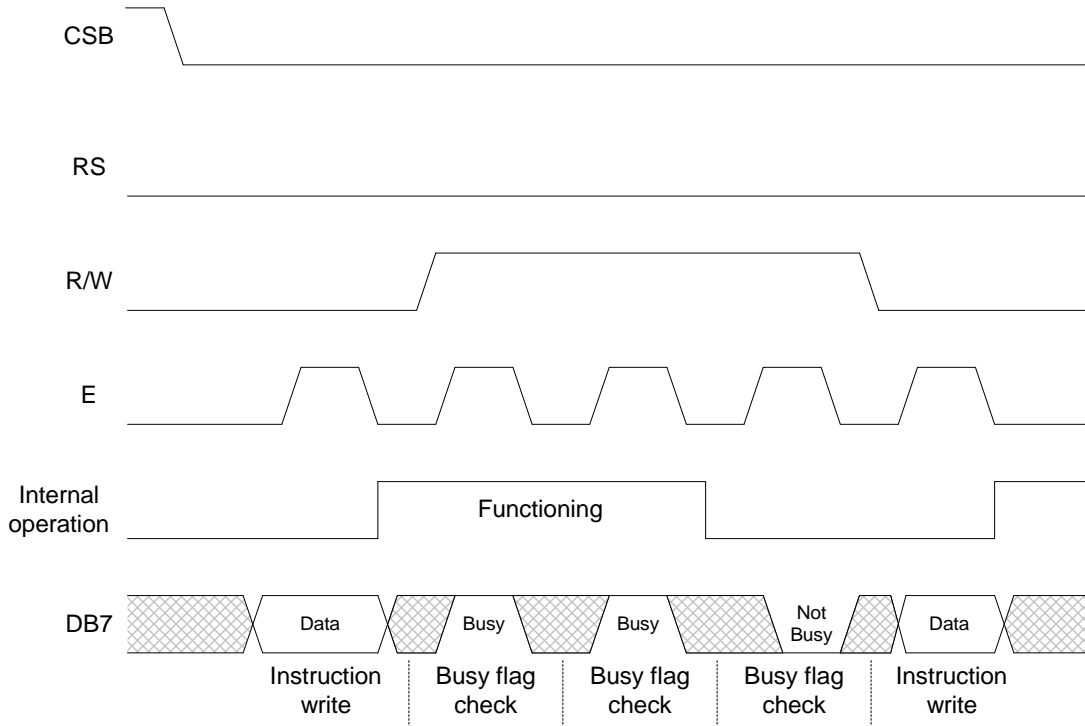 CSB
RS
R/W
E
Internal
operation
Functioning
DB7
Data
Busy
Busy
Not
Busy
Data
Instruction
write
Busy flag
check
Busy flag
check
Busy flag
check
Instruction
write